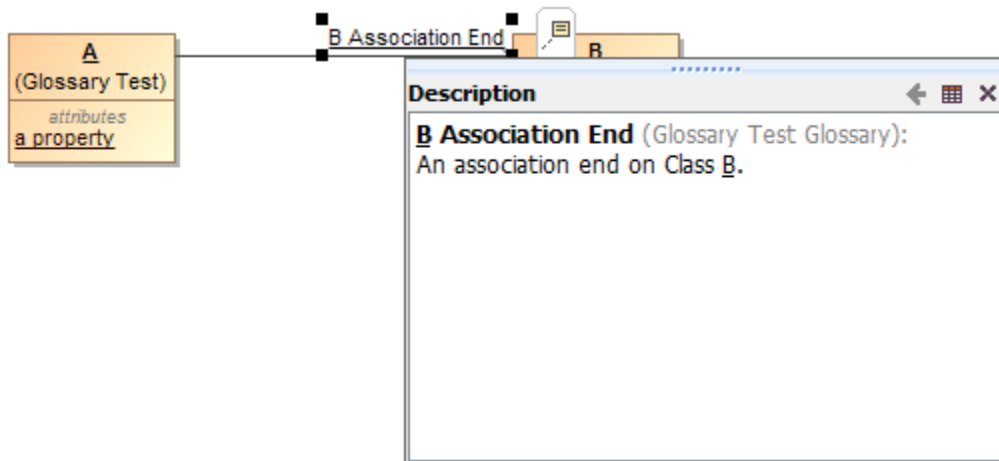 B Association End
A
B
(Glossary Test)
attributes
a property
Description
B Association End (Glossary Test Glossary):
An association end on Class B.